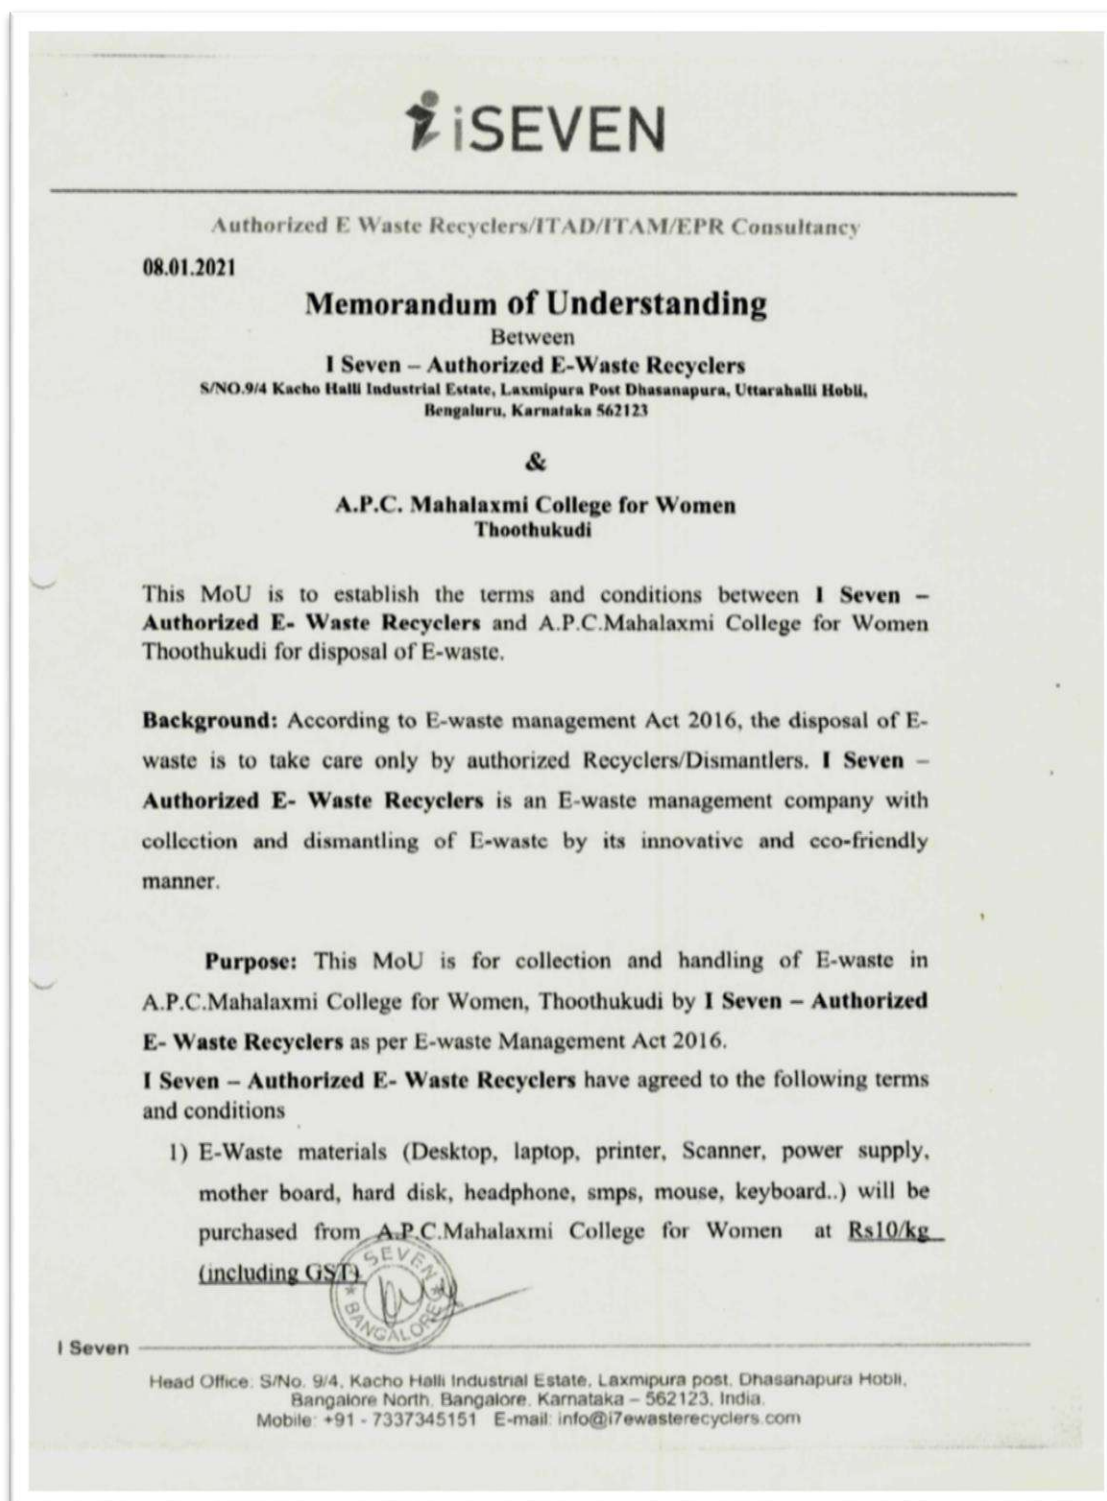 iSEVEN
Authorized E Waste Recyclers/ITAD/ITAM/EPR Consultancy
08.01.2021
Memorandum of Understanding
Between
I Seven – Authorized E-Waste Recyclers
S/NO.9/4 Kacho Halli Industrial Estate, Laxmipura Post Dhasanapura, Uttarahalli Hobli,
Bengaluru, Karnataka 562123
&
A.P.C. Mahalaxmi College for Women
Thoothukudi
This MoU is to establish the terms and conditions between I Seven –
Authorized E- Waste Recyclers and A.P.C.Mahalaxmi College for Women
Thoothukudi for disposal of E-waste.
Background: According to E-waste management Act 2016, the disposal of E-
waste is to take care only by authorized Recyclers/Dismantlers. I Seven –
Authorized E- Waste Recyclers is an E-waste management company with
collection and dismantling of E-waste by its innovative and eco-friendly
manner.
Purpose: This MoU is for collection and handling of E-waste in
A.P.C.Mahalaxmi College for Women, Thoothukudi by I Seven – Authorized
E- Waste Recyclers as per E-waste Management Act 2016.
I Seven – Authorized E- Waste Recyclers have agreed to the following terms
and conditions
1) E-Waste materials (Desktop, laptop, printer, Scanner, power supply,
mother board, hard disk, headphone, smps, mouse, keyboard..) will be
purchased from A.P.C.Mahalaxmi College for Women at Rs10/kg
(including GST)
SEVEN
BANGALORE
I Seven
Head Office: S/No. 9/4, Kacho Halli Industrial Estate, Laxmipura post, Dhasanapura Hobli,
Bangalore North, Bangalore, Karnataka – 562123, India.
Mobile: +91 - 7337345151 E-mail: info@i7ewasterecyclers.com